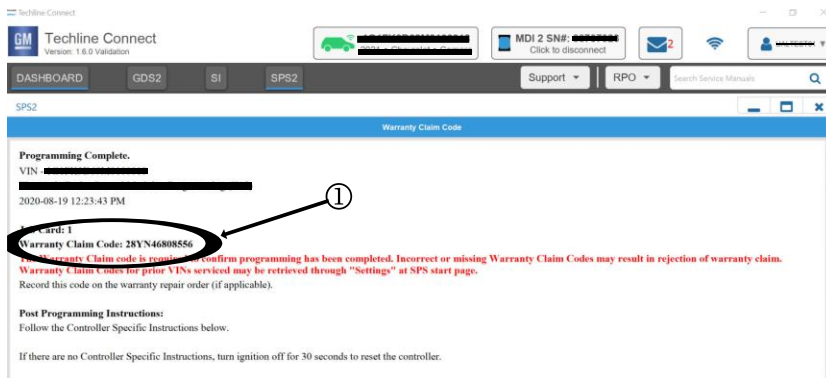 Techline Connect
GM Techline Connect
Version: 1.6.0 Validation
MDI 2 SN#:
Click to disconnect
2
DASHBOARD GDS2 SI SPS2 Support RPO Search Service Manuals
SPS2
Warranty Claim Code
Programming Complete.
VIN -
2020-08-19 12:23:43 PM
1
Card: 1
Warranty Claim Code: 28YN46808556
The Warranty Claim code is required to confirm programming has been completed. Incorrect or missing Warranty Claim Codes may result in rejection of warranty claim.
Warranty Claim Codes for prior VINs serviced may be retrieved through "Settings" at SPS start page.
Record this code on the warranty repair order (if applicable).
Post Programming Instructions:
Follow the Controller Specific Instructions below.
If there are no Controller Specific Instructions, turn ignition off for 30 seconds to reset the controller.